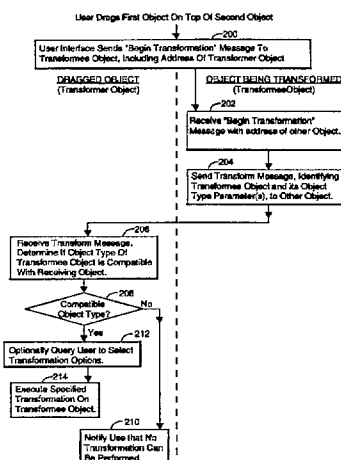 User Drags First Object On Top Of Second Object
200
User Interface Sends "Begin Transformation" Message To
Transformee Object, Including Address Of Transformer Object
DRAGGED OBJECT
(Transformer Object)
OBJECT BEING TRANSFORMED
(TransformeeObject)
202
Receive "Begin Transformation"
Message with address of other Object.
204
Send Transform Message, Identifying
Transformee Object and its Object
Type Parameter(s), to Other Object.
206
Receive Transform Message.
Determine If Object Type Of
Transformee Object is Compatible
With Receiving Object.
208
Compatible
Object Type?
No
Yes
212
Optionally Query User to Select
Transformation Options.
214
Execute Specified
Transformation On
Transformee Object.
210
Notify Use that No
Transformation Can
Be Performed.